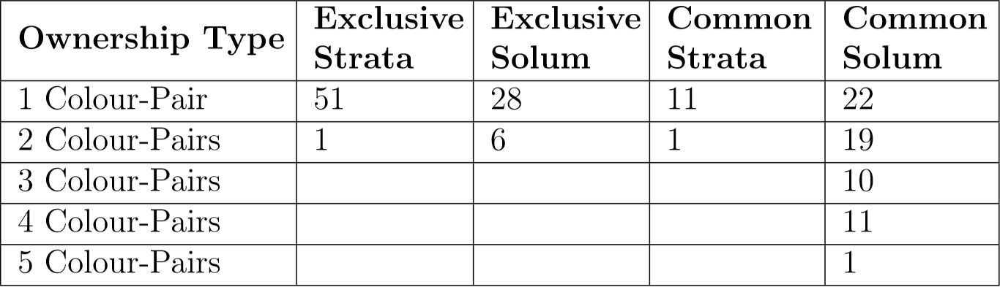 Ownership Type Exclusive Strata Exclusive Solum Common Strata Common Solum
1 Colour-Pair 51 28 11 22
2 Colour-Pairs 1 6 1 19
3 Colour-Pairs 10
4 Colour-Pairs 11
5 Colour-Pairs 1